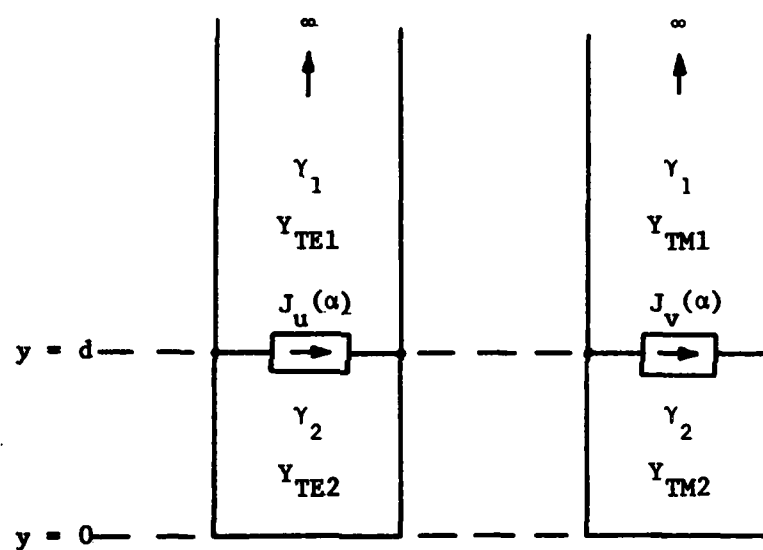 ∞ ∞
γ₁ γ₁
Y_TE1 Y_TM1
J_u(α) J_v(α)
y = d
γ₂ γ₂
Y_TE2 Y_TM2
y = 0